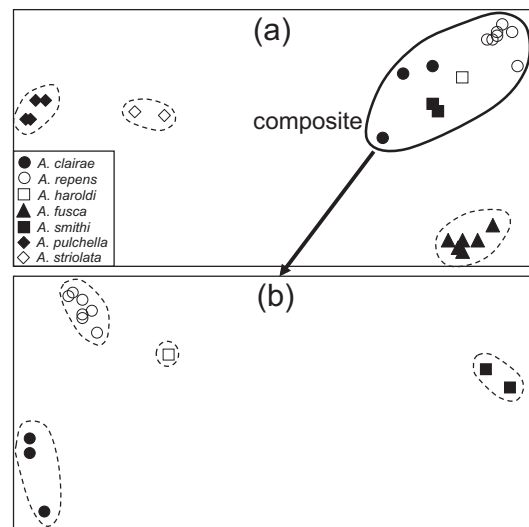 (a)
composite
A. clairae
A. repens
A. haroldi
A. fusca
A. smithi
A. pulchella
A. striolata
(b)